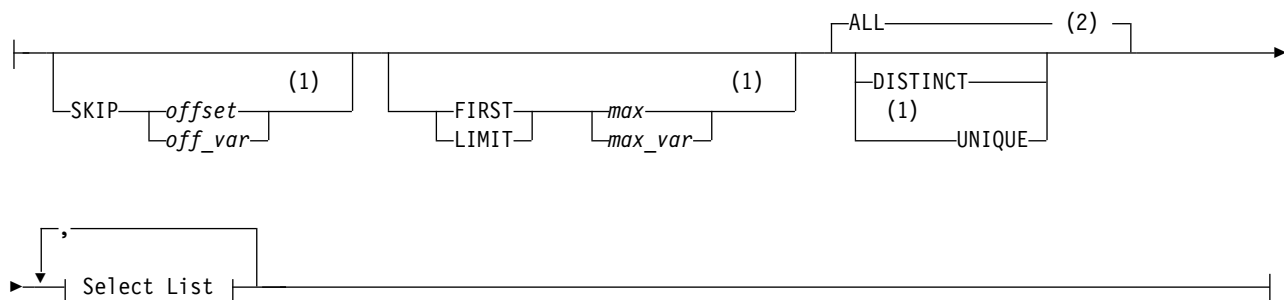 ALL (2)
(1) (1) DISTINCT
SKIP offset FIRST max (1)
off_var LIMIT max_var UNIQUE
,
Select List